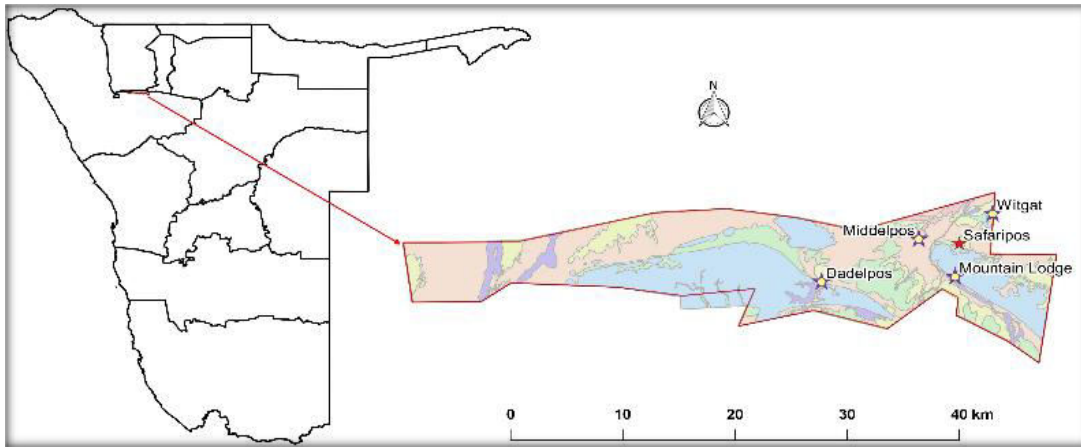 N
Witgat
Middelpos
Safaripos
Mountain Lodge
Dadelpos
0 10 20 30 40 km